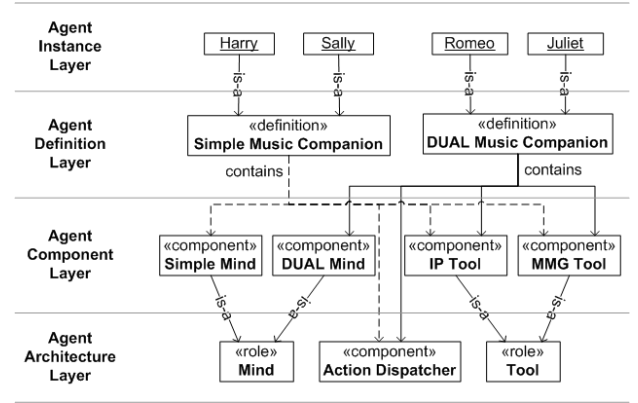 Agent
Instance
Layer
Harry
Sally
Romeo
Juliet
is-a
is-a
is-a
is-a
Agent
Definition
Layer
«definition»
Simple Music Companion
«definition»
DUAL Music Companion
contains
contains
Agent
Component
Layer
«component»
Simple Mind
«component»
DUAL Mind
«component»
IP Tool
«component»
MMG Tool
is-a
is-a
is-a
is-a
Agent
Architecture
Layer
«role»
Mind
«component»
Action Dispatcher
«role»
Tool